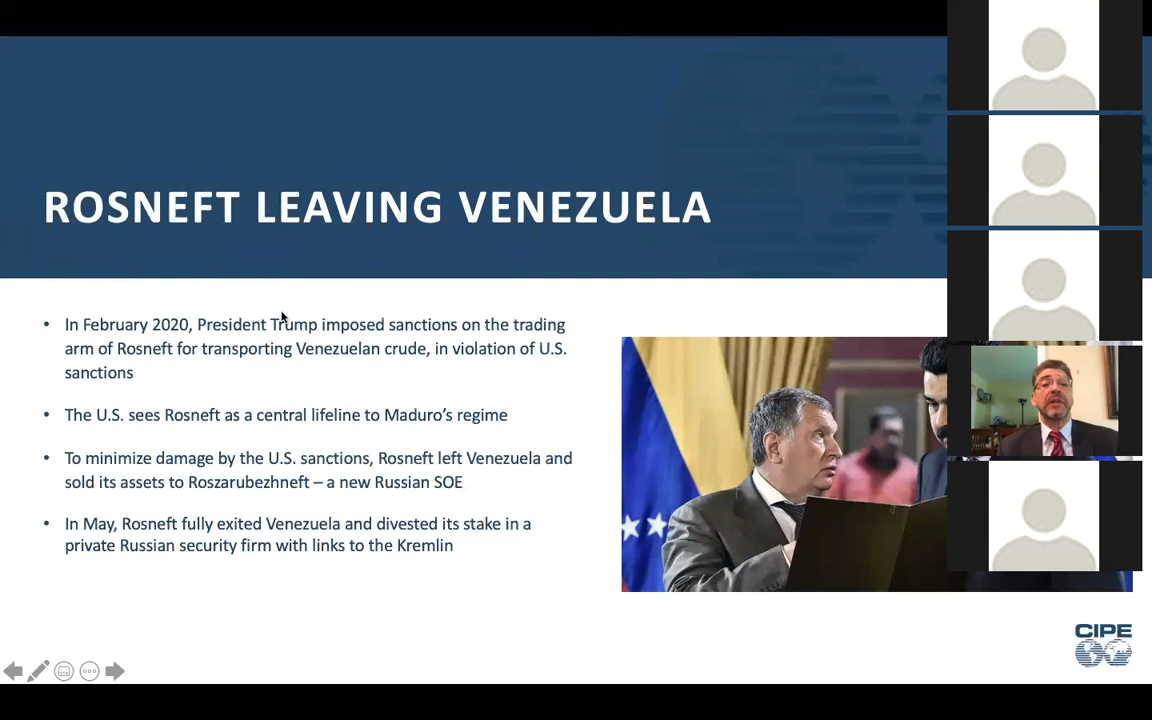 ROSNEFT LEAVING VENEZUELA
• In February 2020, President Trump imposed sanctions on the trading
arm of Rosneft for transporting Venezuelan crude, in violation of U.S.
sanctions
• The U.S. sees Rosneft as a central lifeline to Maduro's regime
• To minimize damage by the U.S. sanctions, Rosneft left Venezuela and
sold its assets to Roszarubezhneft – a new Russian SOE
• In May, Rosneft fully exited Venezuela and divested its stake in a
private Russian security firm with links to the Kremlin
CIPE